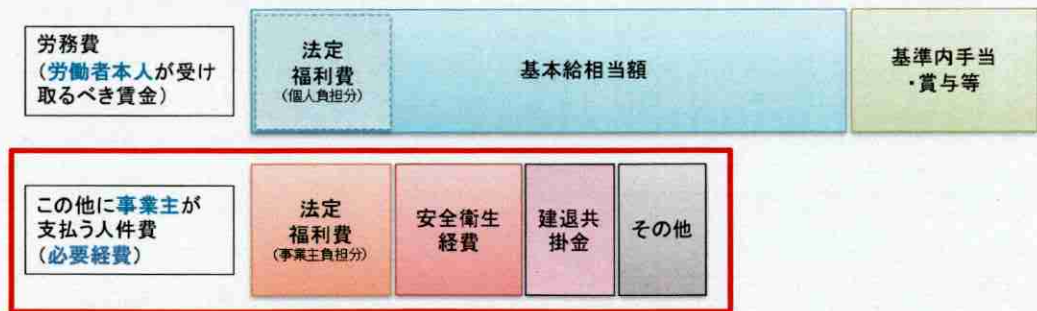 労務費
(労働者本人が受け
取るべき賃金)
法定
福利費
(個人負担分)
基本給相当額
基準内手当
・賞与等
この他に事業主が
支払う人件費
(必要経費)
法定
福利費
(事業主負担分)
安全衛生
経費
建退共
掛金
その他